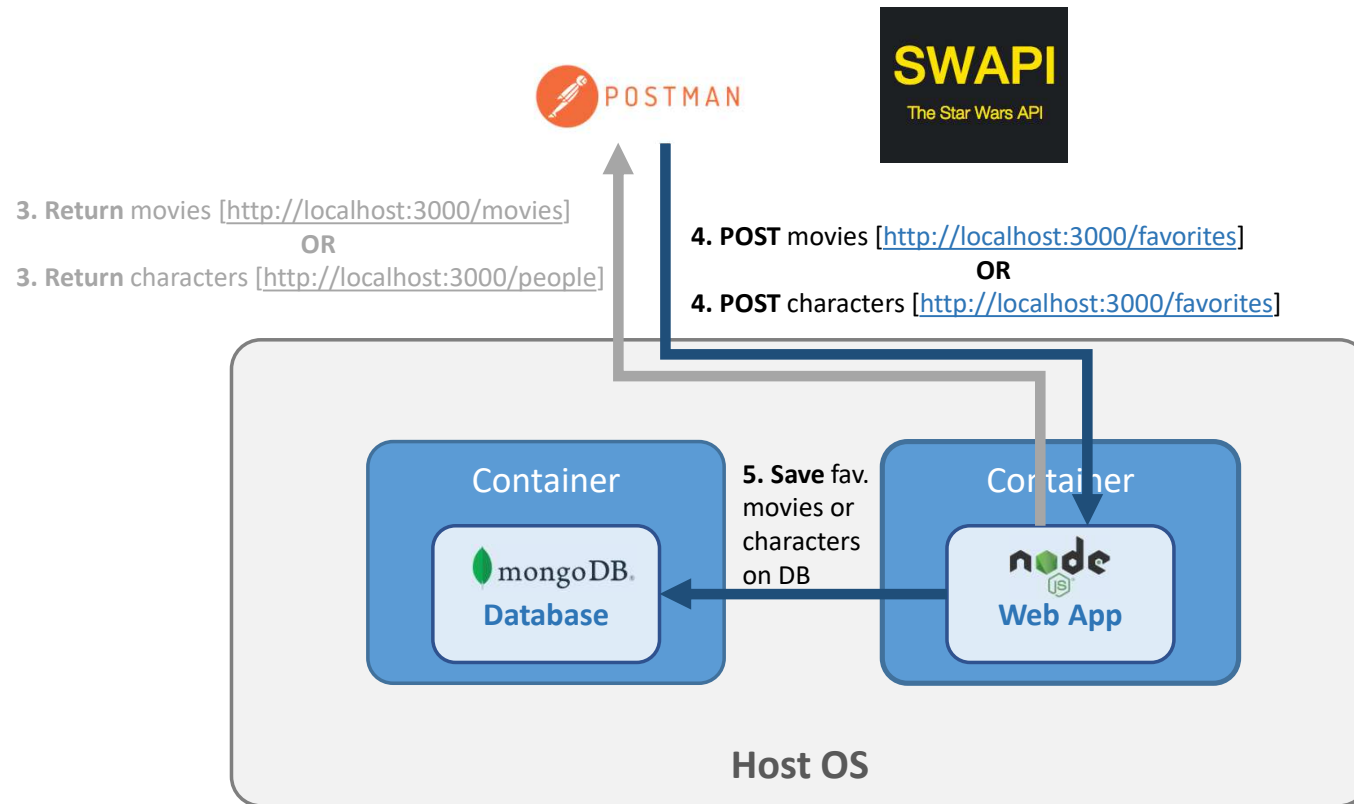 SWAPI
The Star Wars API
POSTMAN
3. Return movies [http://localhost:3000/movies]
OR
3. Return characters [http://localhost:3000/people]
4. POST movies [http://localhost:3000/favorites]
OR
4. POST characters [http://localhost:3000/favorites]
Container
mongoDB.
Database
5. Save fav.
movies or
characters
on DB
Container
node
JS
Web App
Host OS